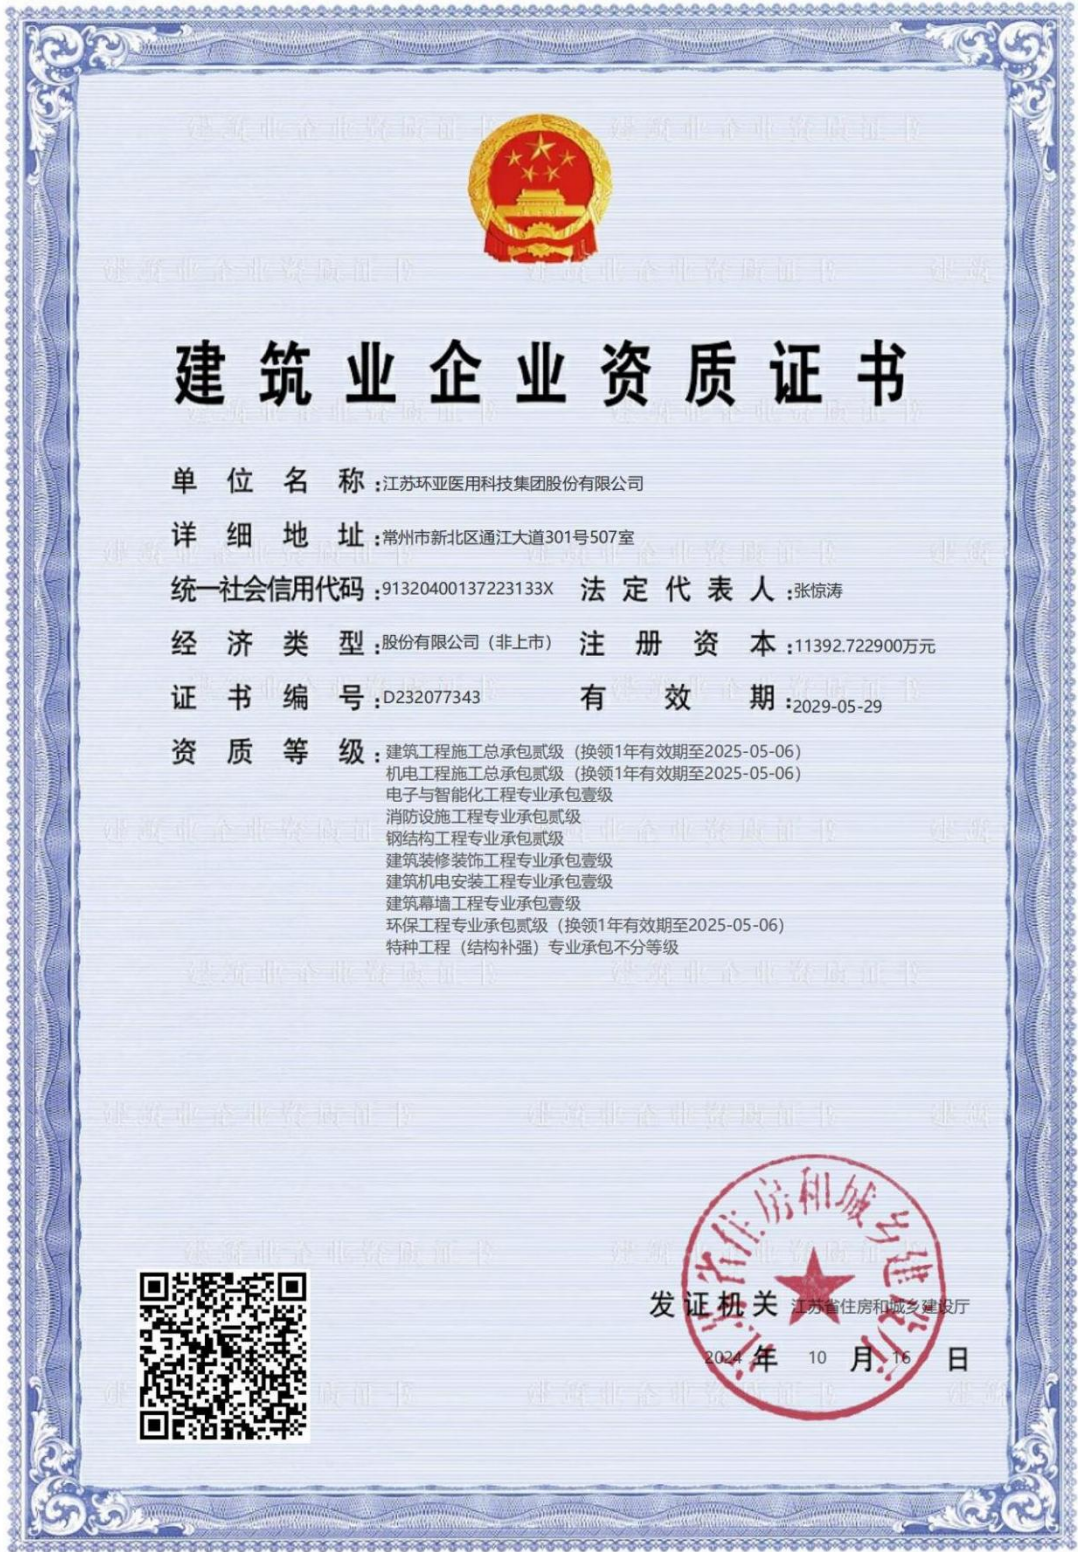 建筑业企业资质证书
单位名称:江苏环亚医用科技集团股份有限公司
详细地址:常州市新北区通江大道301号507室
统一社会信用代码:91320400137223133X 法定代表人:张惊涛
经济类型:股份有限公司（非上市） 注册资本:11392.722900万元
证书编号:D232077343 有效期:2029-05-29
资质等级:建筑工程施工总承包贰级（换领1年有效期至2025-05-06）
机电工程施工总承包贰级（换领1年有效期至2025-05-06）
电子与智能化工程专业承包壹级
消防设施工程专业承包贰级
钢结构工程专业承包贰级
建筑装修装饰工程专业承包壹级
建筑机电安装工程专业承包壹级
建筑幕墙工程专业承包壹级
环保工程专业承包贰级（换领1年有效期至2025-05-06）
特种工程（结构补强）专业承包不分等级
江苏省住房和城乡建设厅
发证机关 江苏省住房和城乡建设厅
2024 年 10 月 16 日